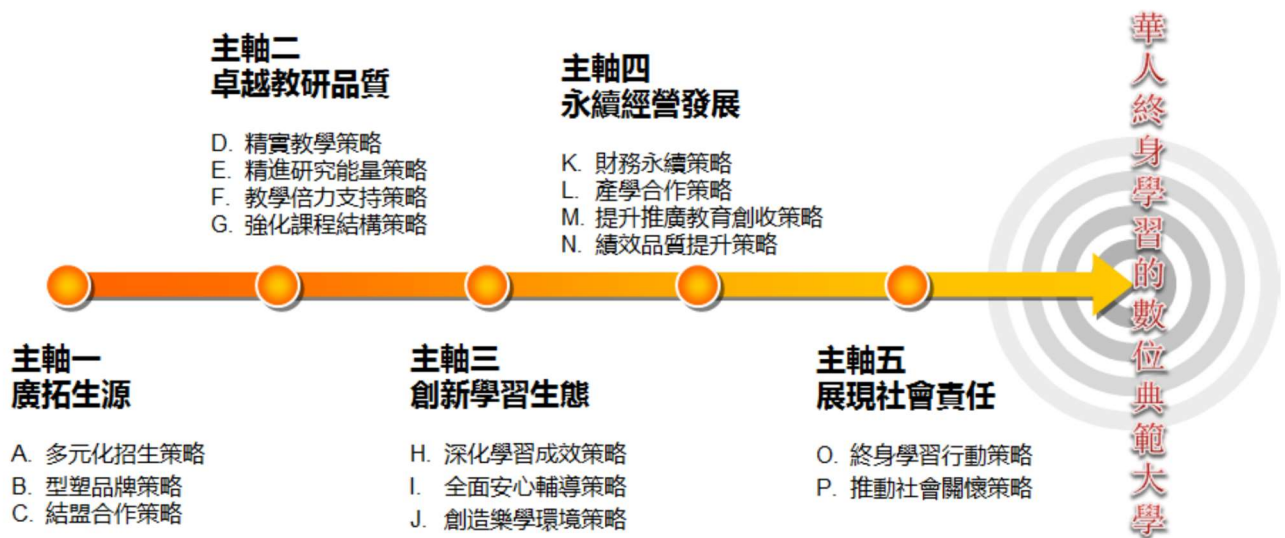 主軸一
廣拓生源
A. 多元化招生策略
B. 型塑品牌策略
C. 結盟合作策略
主軸二
卓越教研品質
D. 精實教學策略
E. 精進研究能量策略
F. 教學倍力支持策略
G. 強化課程結構策略
主軸三
創新學習生態
H. 深化學習成效策略
I. 全面安心輔導策略
J. 創造樂學環境策略
主軸四
永續經營發展
K. 財務永續策略
L. 產學合作策略
M. 提升推廣教育創收策略
N. 績效品質提升策略
主軸五
展現社會責任
O. 終身學習行動策略
P. 推動社會關懷策略
華人終身學習的數位典範大學